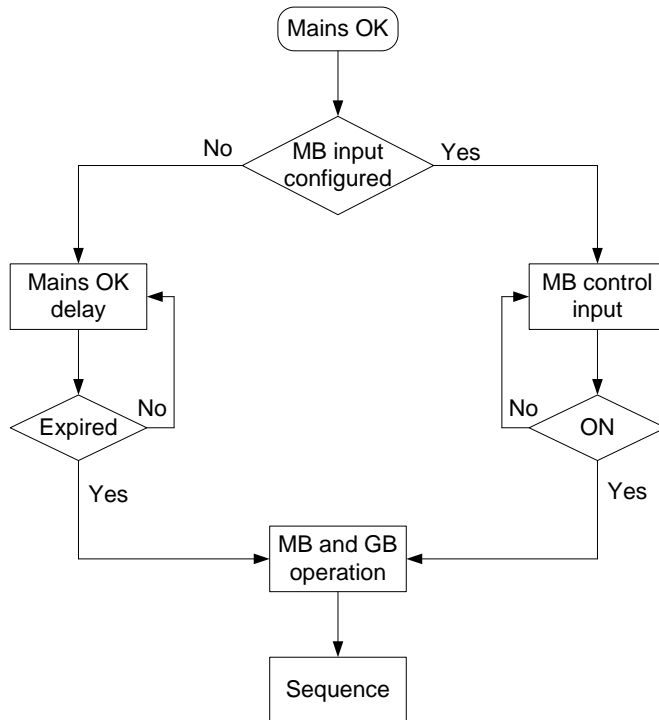 Mains OK
No
MB input
configured
Yes
Mains OK
delay
MB control
input
Expired
No
No
ON
Yes
Yes
MB and GB
operation
Sequence